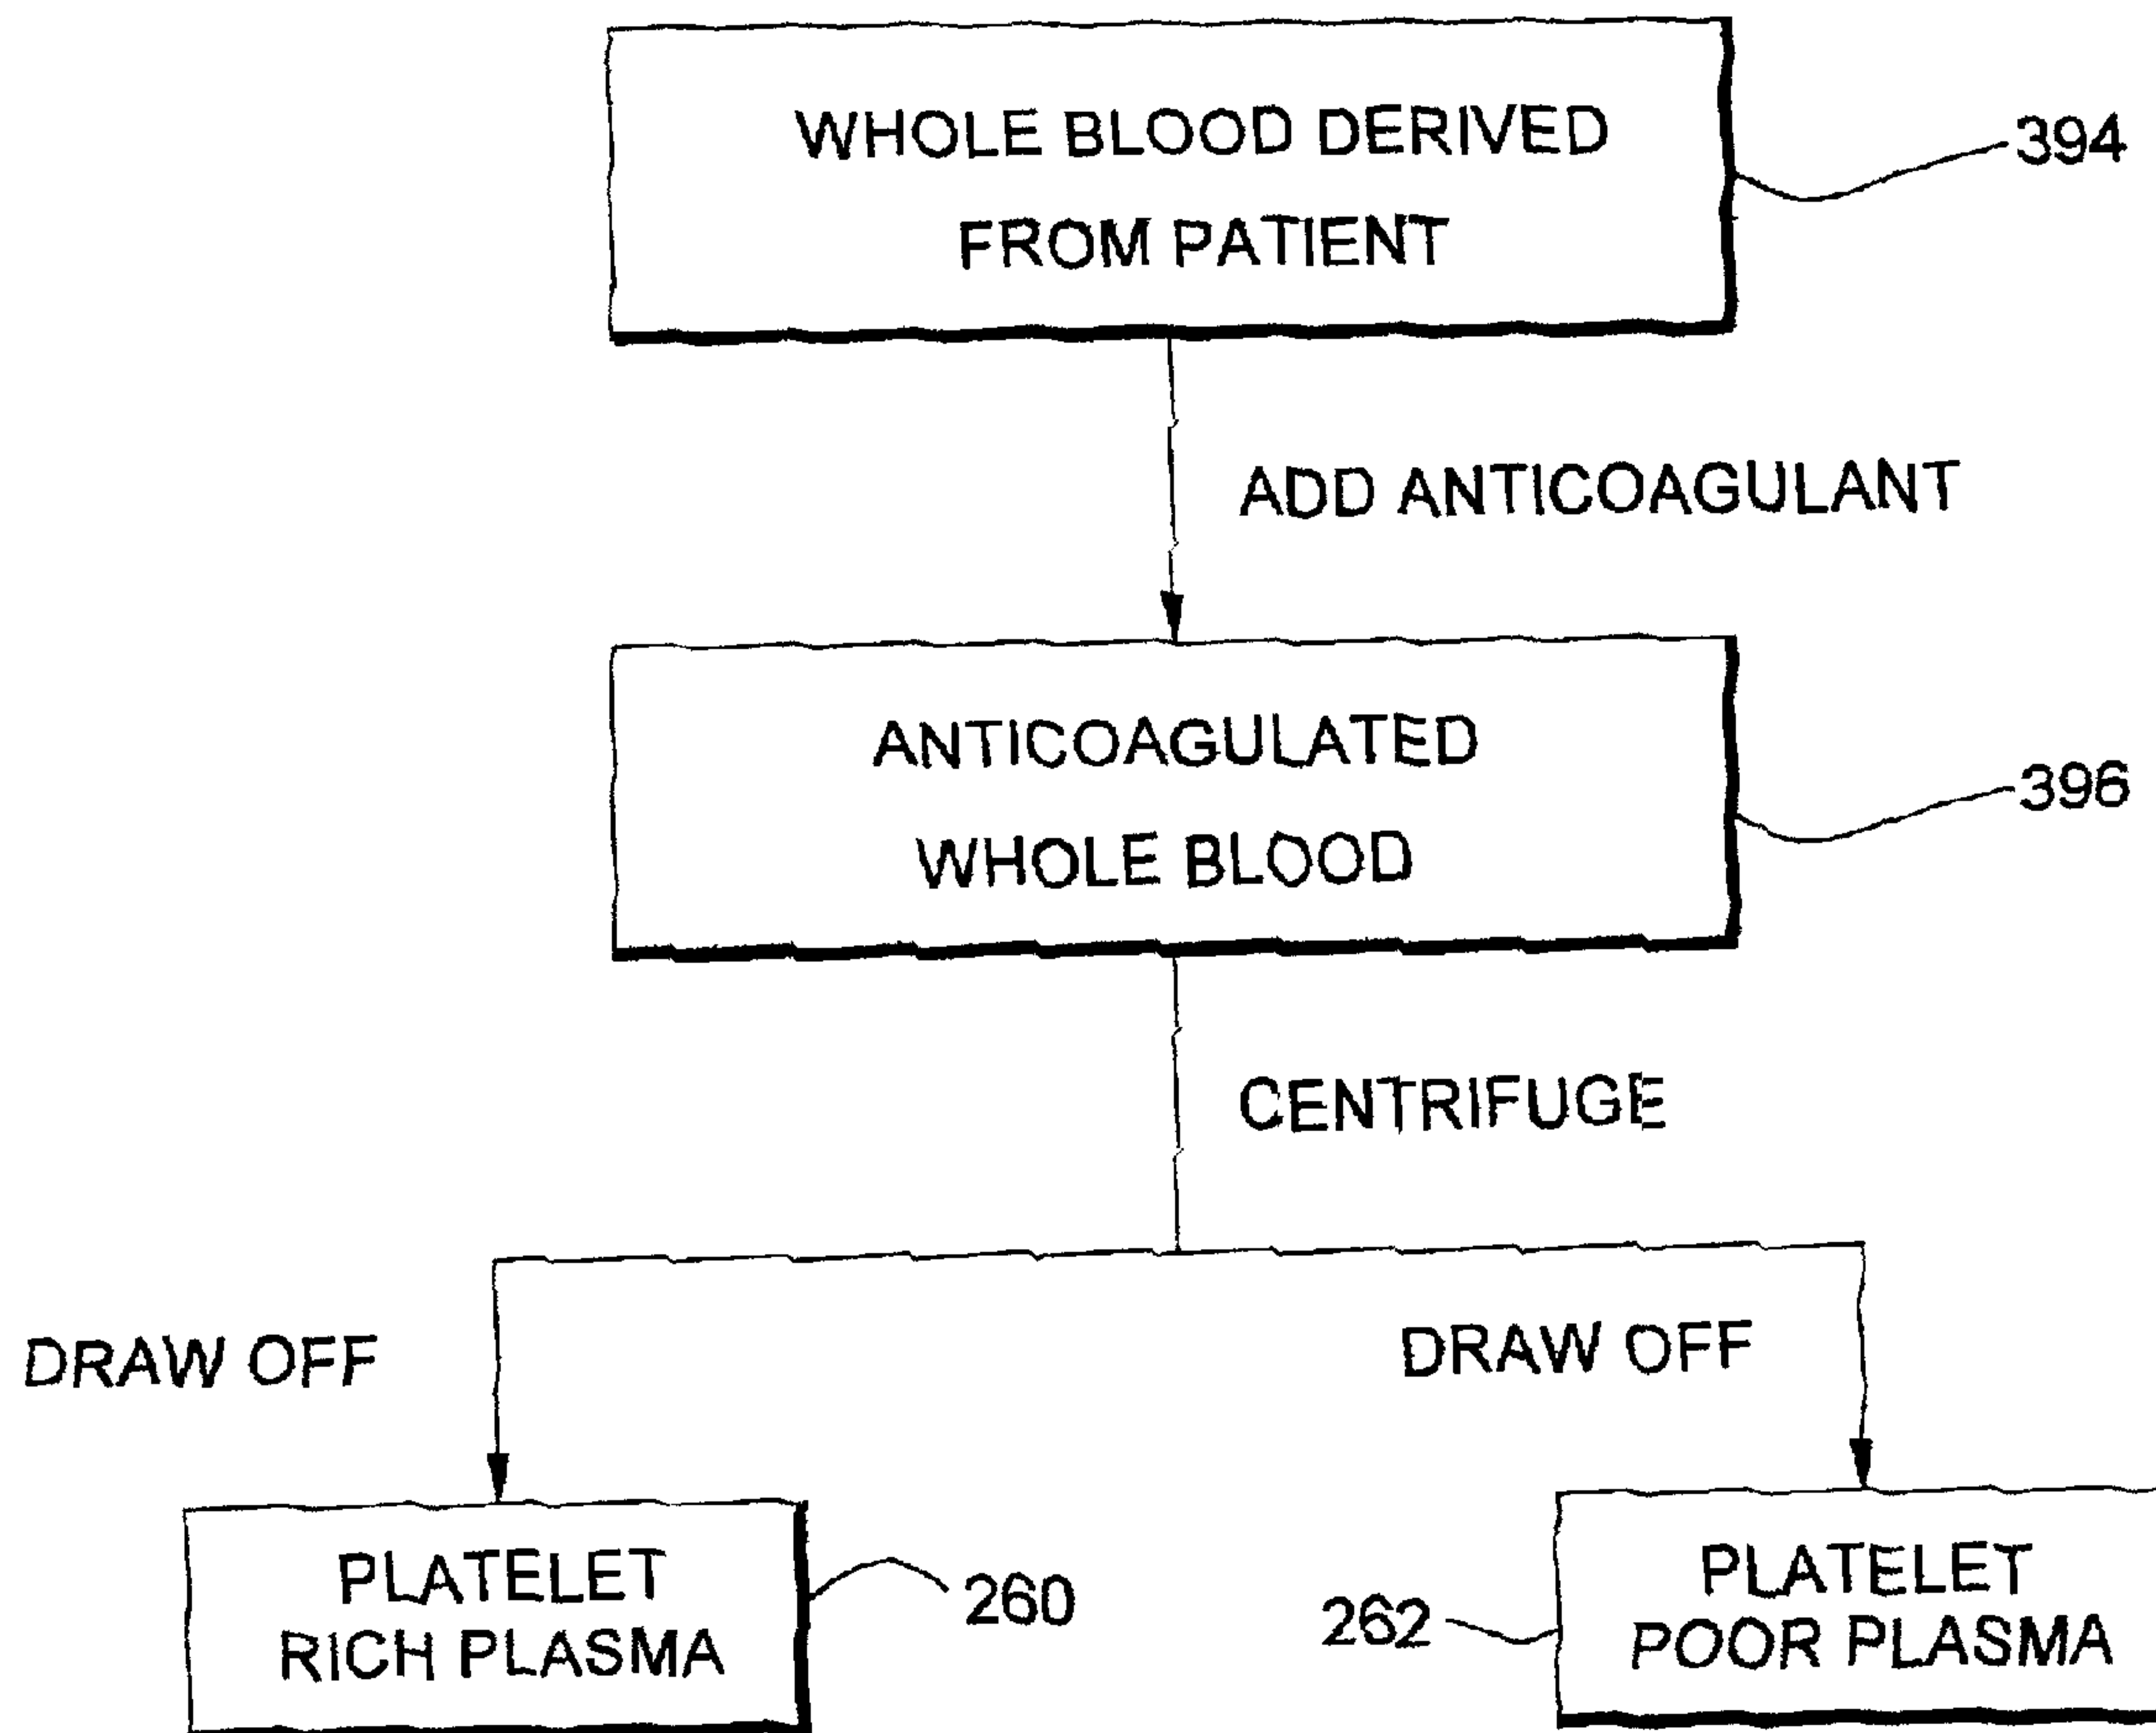 WHOLE BLOOD DERIVED
FROM PATIENT
394
ADD ANTICOAGULANT
ANTICOAGULATED
WHOLE BLOOD
396
CENTRIFUGE
DRAW OFF
DRAW OFF
PLATELET
RICH PLASMA
260
262
PLATELET
POOR PLASMA